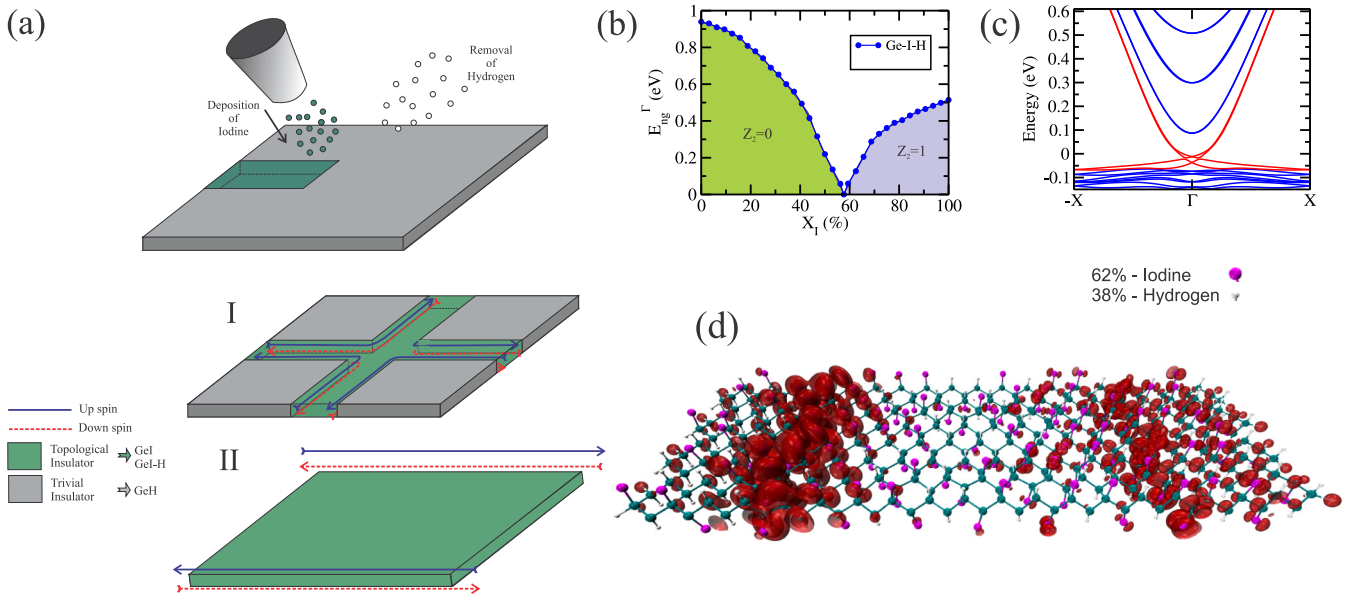 (a)
Removal
of
Hydrogen
Deposition
of
Iodine
I
II
Up spin
Down spin
Topological
Insulator
GeI
GeI-H
Trivial
Insulator
GeH
(b)
1
0.8
0.6
0.4
0.2
0
E_ng^Γ (eV)
Ge-I-H
Z₂=0
Z₂=1
0 20 40 60 80 100
X_I (%)
(c)
0.6
0.5
0.4
0.3
0.2
0.1
0
-0.1
Energy (eV)
-X Γ X
62% - Iodine
38% - Hydrogen
(d)